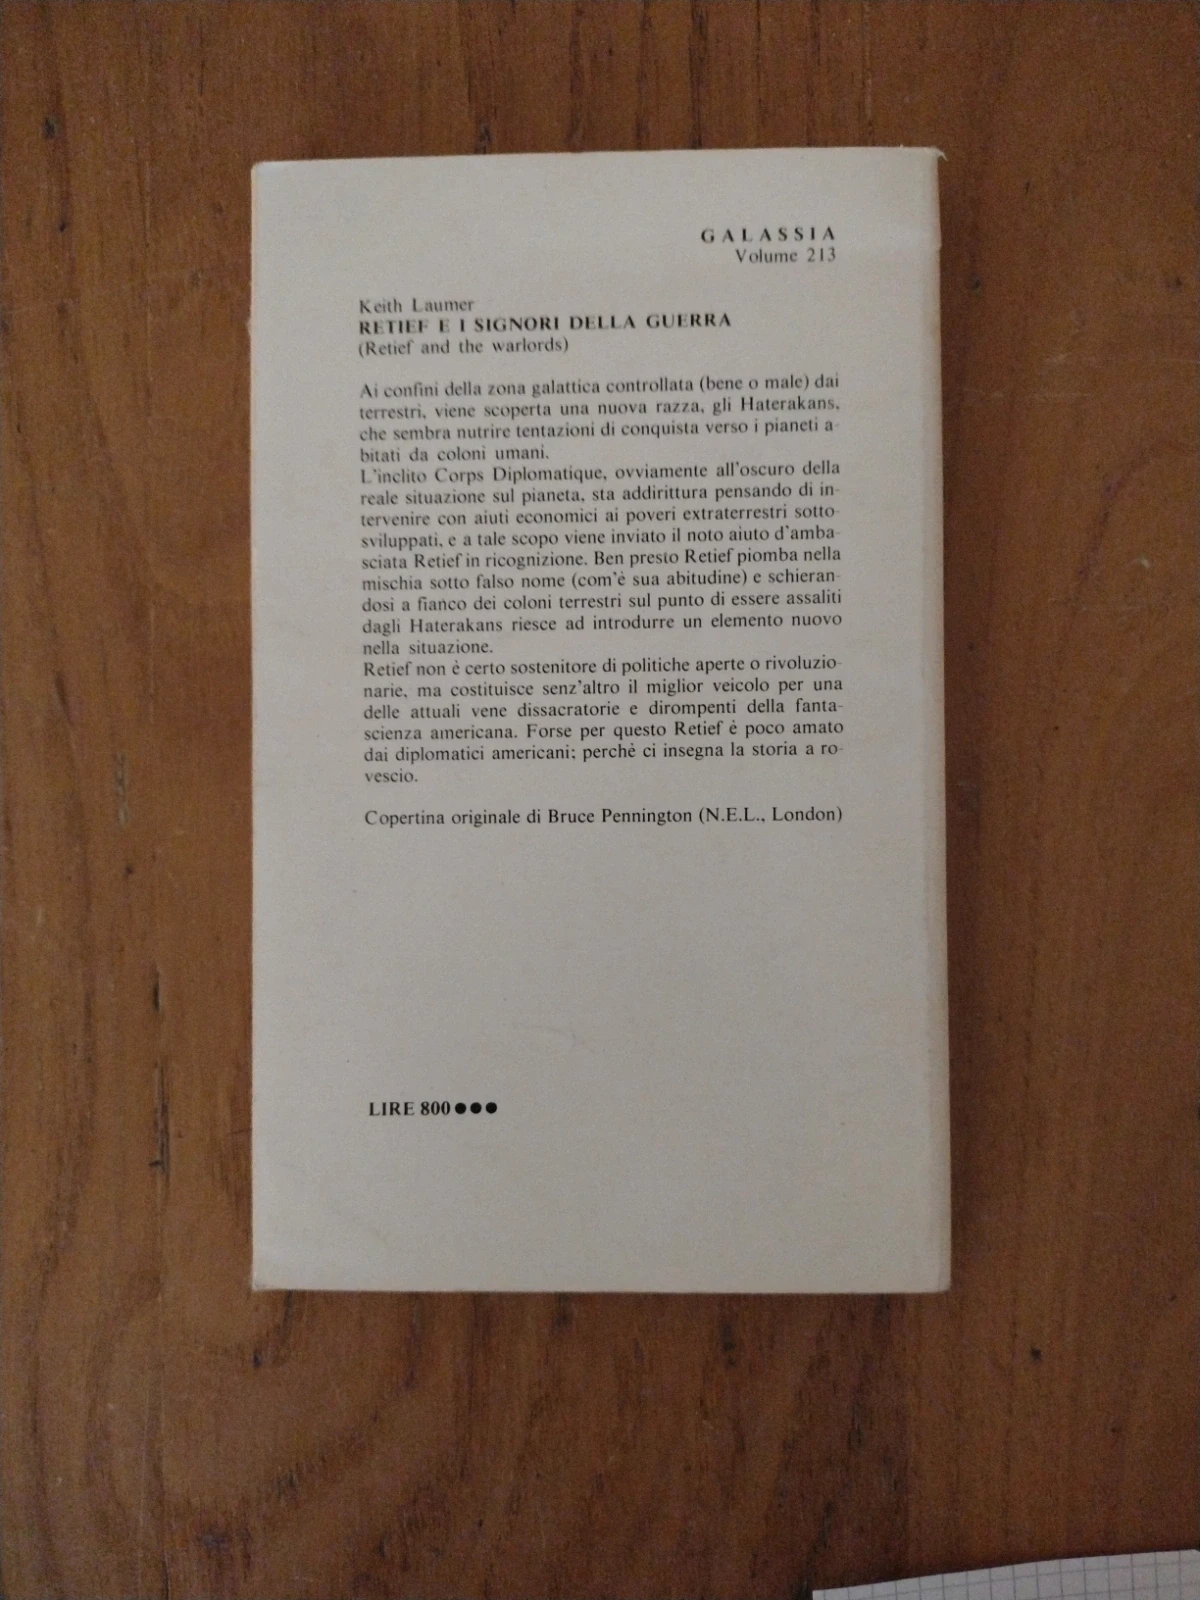 GALASSIA
Volume 213
Keith Laumer
RETIEF E I SIGNORI DELLA GUERRA
(Retief and the warlords)
Ai confini della zona galattica controllata (bene o male) dai
terrestri, viene scoperta una nuova razza, gli Haterakans,
che sembra nutrire tentazioni di conquista verso i pianeti a-
bitati da coloni umani.
L'inclito Corps Diplomatique, ovviamente all'oscuro della
reale situazione sul pianeta, sta addirittura pensando di in-
tervenire con aiuti economici ai poveri extraterrestri sotto-
sviluppati, e a tale scopo viene inviato il noto aiuto d'amba-
sciata Retief in ricognizione. Ben presto Retief piomba nella
mischia sotto falso nome (com'è sua abitudine) e schieran-
dosi a fianco dei coloni terrestri sul punto di essere assaliti
dagli Haterakans riesce ad introdurre un elemento nuovo
nella situazione.
Retief non è certo sostenitore di politiche aperte o rivoluzio-
narie, ma costituisce senz'altro il miglior veicolo per una
delle attuali vene dissacratorie e dirompenti della fanta-
scienza americana. Forse per questo Retief è poco amato
dai diplomatici americani; perchè ci insegna la storia a ro-
vescio.
Copertina originale di Bruce Pennington (N.E.L., London)
LIRE 800●●●